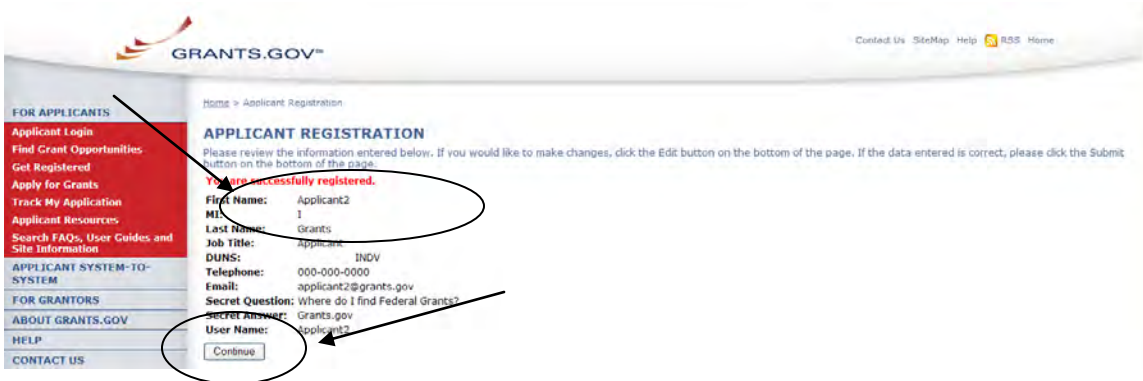 GRANTS.GOV℠
Contact Us SiteMap Help RSS Home
FOR APPLICANTS
Applicant Login
Find Grant Opportunities
Get Registered
Apply for Grants
Track My Application
Applicant Resources
Search FAQs, User Guides and
Site Information
APPLICANT SYSTEM-TO-
SYSTEM
FOR GRANTORS
ABOUT GRANTS.GOV
HELP
CONTACT US
Home > Applicant Registration
APPLICANT REGISTRATION
Please review the information entered below. If you would like to make changes, click the Edit button on the bottom of the page. If the data entered is correct, please click the Submit
button on the bottom of the page.
You are successfully registered.
First Name: Applicant2
MI: I
Last Name: Grants
Job Title: Applicant
DUNS: INDV
Telephone: 000-000-0000
Email: applicant2@grants.gov
Secret Question: Where do I find Federal Grants?
Secret Answer: Grants.gov
User Name: Applicant2
Continue